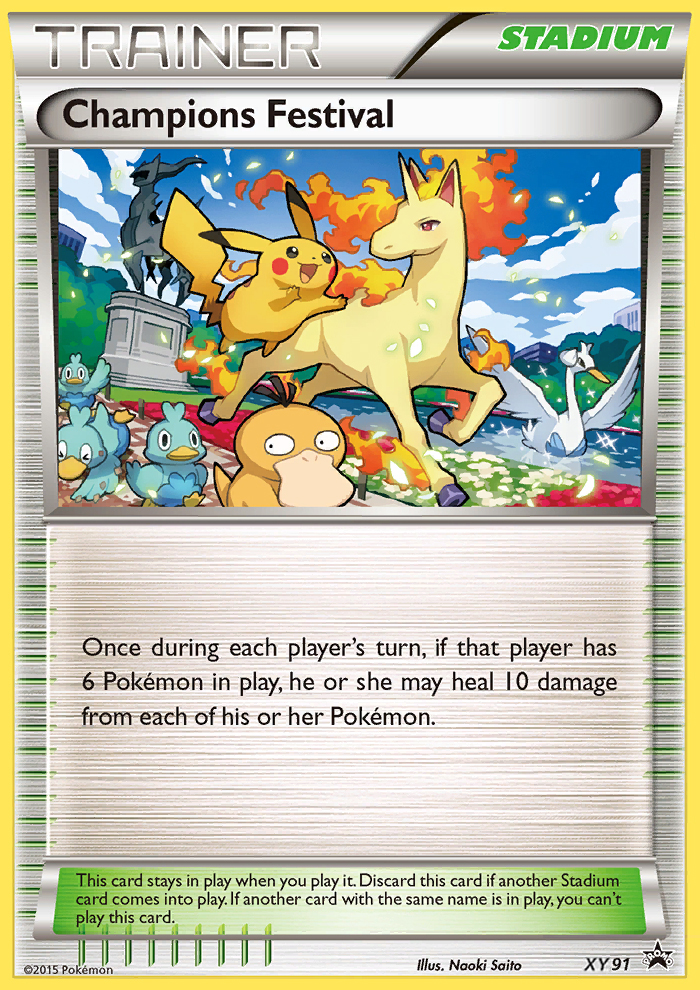 TRAINER
STADIUM
Champions Festival
Once during each player's turn, if that player has
6 Pokémon in play, he or she may heal 10 damage
from each of his or her Pokémon.
This card stays in play when you play it. Discard this card if another Stadium
card comes into play. If another card with the same name is in play, you can't
play this card.
©2015 Pokémon
Illus. Naoki Saito
XY91
PROMO